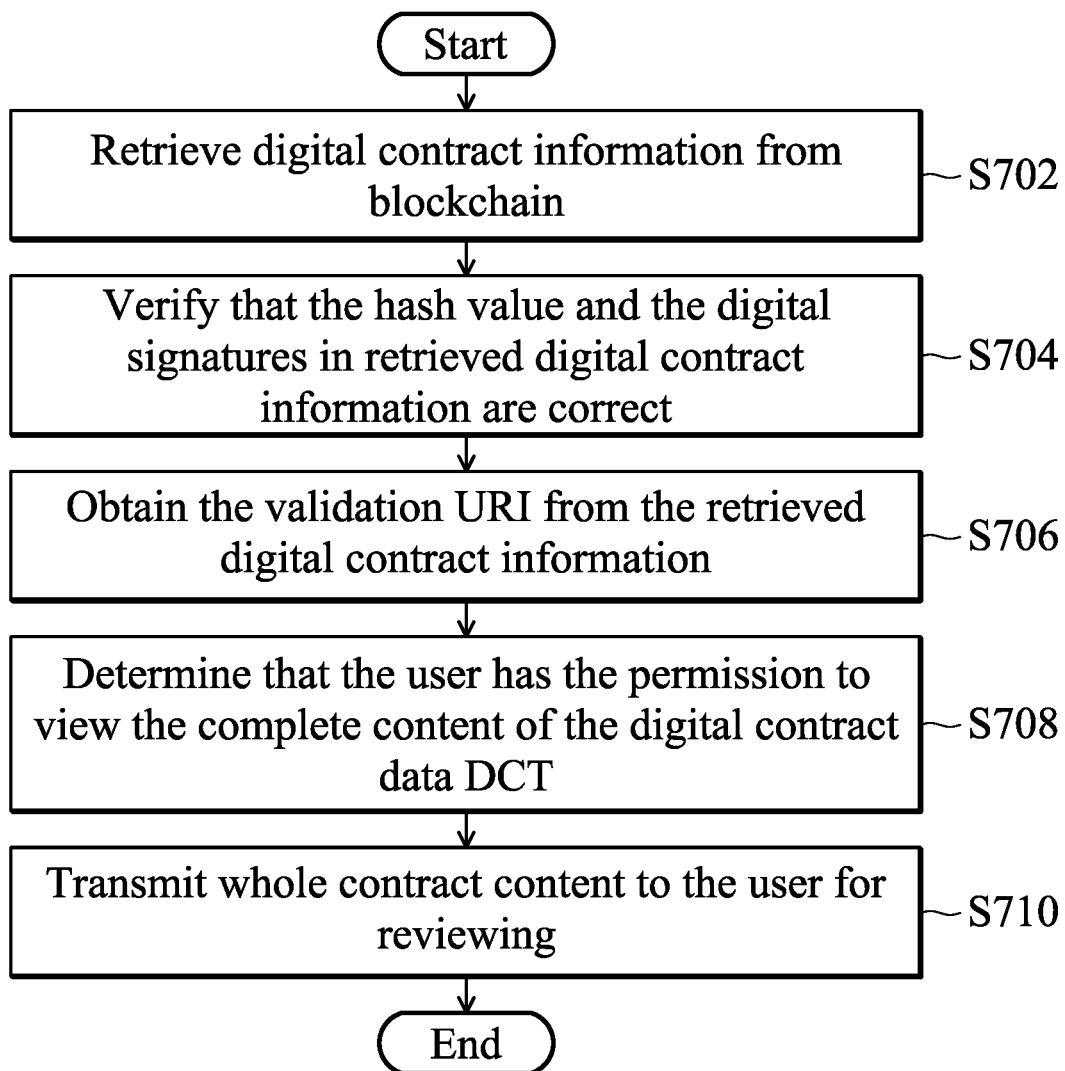 Start
Retrieve digital contract information from
blockchain
S702
Verify that the hash value and the digital
signatures in retrieved digital contract
information are correct
S704
Obtain the validation URI from the retrieved
digital contract information
S706
Determine that the user has the permission to
view the complete content of the digital contract
data DCT
S708
Transmit whole contract content to the user for
reviewing
S710
End